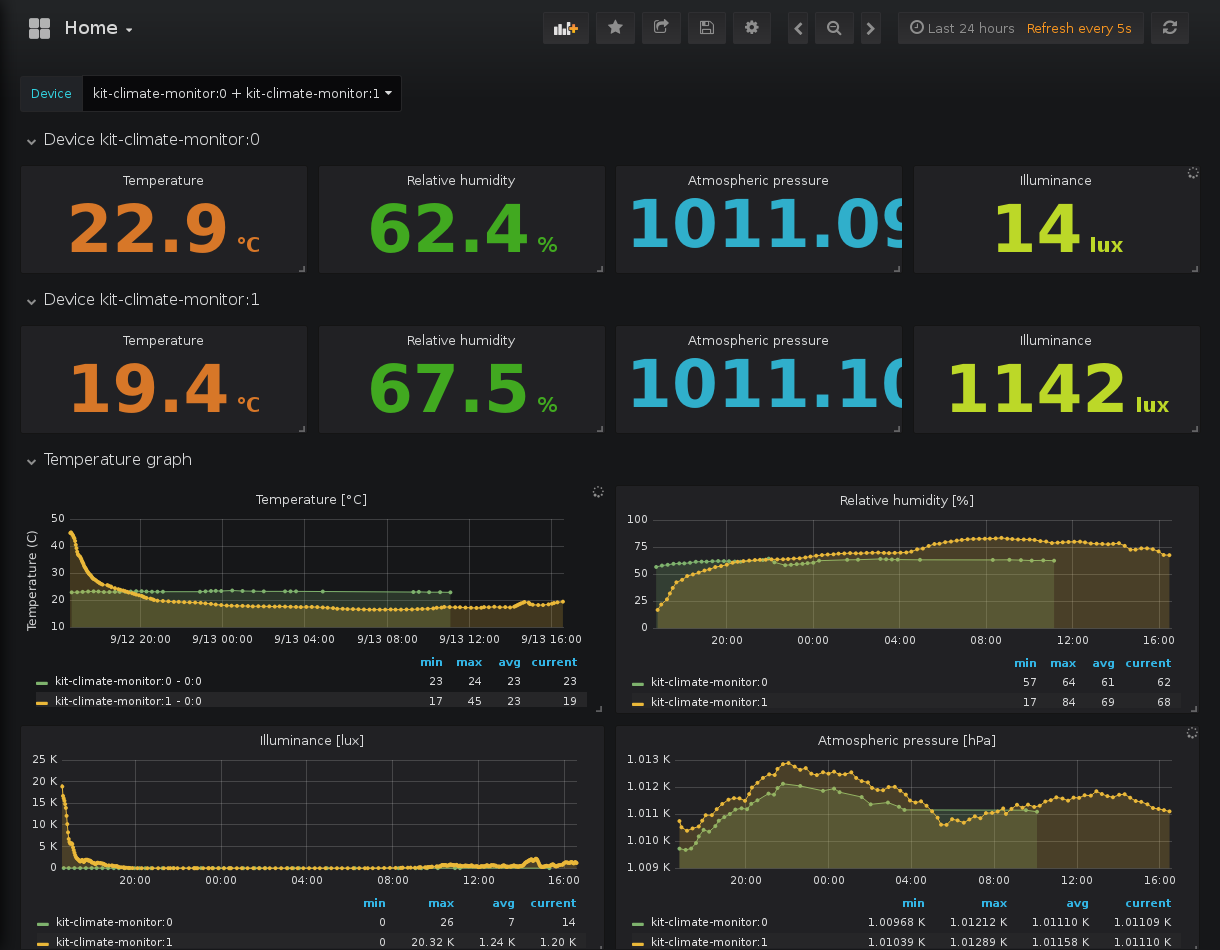 Home
Last 24 hours Refresh every 5s
Device kit-climate-monitor:0 + kit-climate-monitor:1
Device kit-climate-monitor:0
Temperature Relative humidity Atmospheric pressure Illuminance
22.9 °C 62.4 % 1011.09 14 lux
Device kit-climate-monitor:1
Temperature Relative humidity Atmospheric pressure Illuminance
19.4 °C 67.5 % 1011.10 1142 lux
Temperature graph
Temperature [°C]
Temperature (C)
50
40
30
20
10
9/12 20:00 9/13 00:00 9/13 04:00 9/13 08:00 9/13 12:00 9/13 16:00
min max avg current
kit-climate-monitor:0 - 0:0 23 24 23 23
kit-climate-monitor:1 - 0:0 17 45 23 19
Relative humidity [%]
100
75
50
25
0
20:00 00:00 04:00 08:00 12:00 16:00
min max avg current
kit-climate-monitor:0 57 64 61 62
kit-climate-monitor:1 17 84 69 68
Illuminance [lux]
25 K
20 K
15 K
10 K
5 K
0
20:00 00:00 04:00 08:00 12:00 16:00
min max avg current
kit-climate-monitor:0 0 26 7 14
kit-climate-monitor:1 0 20.32 K 1.24 K 1.20 K
Atmospheric pressure [hPa]
1.013 K
1.012 K
1.011 K
1.010 K
1.009 K
20:00 00:00 04:00 08:00 12:00 16:00
min max avg current
kit-climate-monitor:0 1.00968 K 1.01212 K 1.01110 K 1.01109 K
kit-climate-monitor:1 1.01039 K 1.01289 K 1.01158 K 1.01110 K